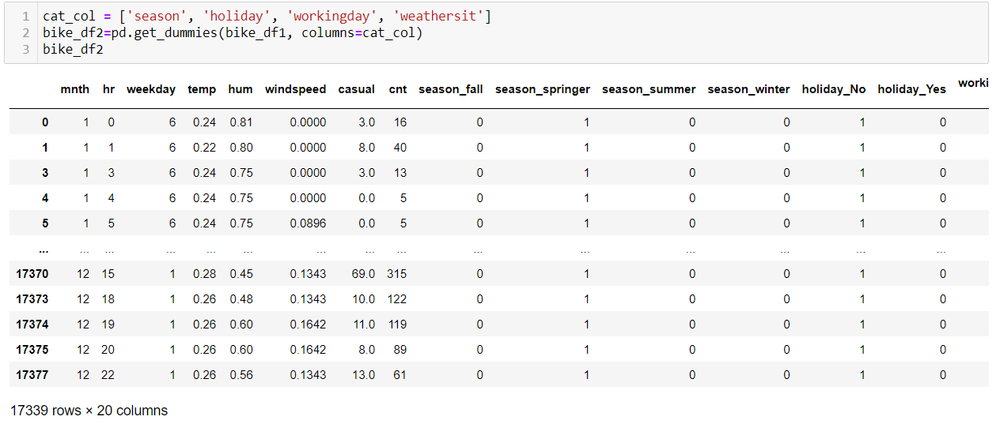 1 cat_col = ['season', 'holiday', 'workingday', 'weathersit']
2 bike_df2=pd.get_dummies(bike_df1, columns=cat_col)
3 bike_df2
mnth hr weekday temp hum windspeed casual cnt season_fall season_springer season_summer season_winter holiday_No holiday_Yes worki
0 1 0 6 0.24 0.81 0.0000 3.0 16 0 1 0 0 1 0
1 1 1 6 0.22 0.80 0.0000 8.0 40 0 1 0 0 1 0
3 1 3 6 0.24 0.75 0.0000 3.0 13 0 1 0 0 1 0
4 1 4 6 0.24 0.75 0.0000 0.0 5 0 1 0 0 1 0
5 1 5 6 0.24 0.75 0.0896 0.0 5 0 1 0 0 1 0
... ... ... ... ... ... ... ... ... ... ... ... ... ... ...
17370 12 15 1 0.28 0.45 0.1343 69.0 315 0 1 0 0 1 0
17373 12 18 1 0.26 0.48 0.1343 10.0 122 0 1 0 0 1 0
17374 12 19 1 0.26 0.60 0.1642 11.0 119 0 1 0 0 1 0
17375 12 20 1 0.26 0.60 0.1642 8.0 89 0 1 0 0 1 0
17377 12 22 1 0.26 0.56 0.1343 13.0 61 0 1 0 0 1 0
17339 rows × 20 columns